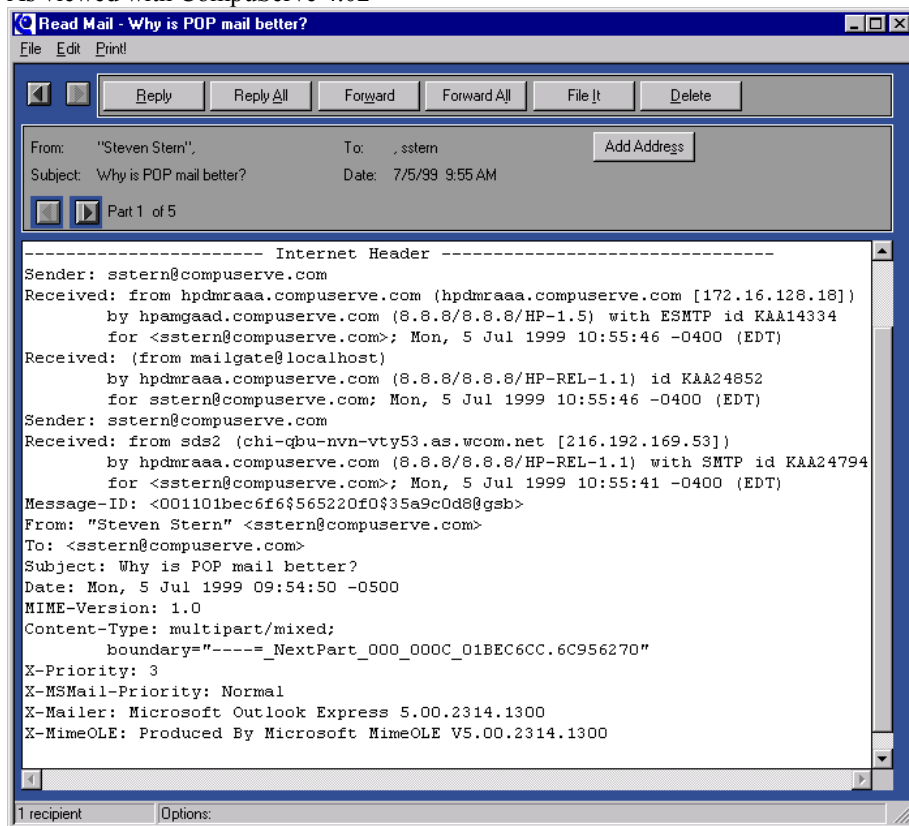 As viewed with CompuServe 4.02
Read Mail - Why is POP mail better?
File Edit Print!
Reply Reply All Forward Forward All File It Delete
From: "Steven Stern", To: , sstern Add Address
Subject: Why is POP mail better? Date: 7/5/99 9:55 AM
Part 1 of 5
------------------------ Internet Header --------------------------------
Sender: sstern@compuserve.com
Received: from hpdmraaa.compuserve.com (hpdmraaa.compuserve.com [172.16.128.18])
by hpamgaad.compuserve.com (8.8.8/8.8.8/HP-1.5) with ESMTP id KAA14334
for <sstern@compuserve.com>; Mon, 5 Jul 1999 10:55:46 -0400 (EDT)
Received: (from mailgate@localhost)
by hpdmraaa.compuserve.com (8.8.8/8.8.8/HP-REL-1.1) id KAA24852
for sstern@compuserve.com; Mon, 5 Jul 1999 10:55:46 -0400 (EDT)
Sender: sstern@compuserve.com
Received: from sds2 (chi-qbu-nvn-vty53.as.wcom.net [216.192.169.53])
by hpdmraaa.compuserve.com (8.8.8/8.8.8/HP-REL-1.1) with SMTP id KAA24794
for <sstern@compuserve.com>; Mon, 5 Jul 1999 10:55:41 -0400 (EDT)
Message-ID: <001101bec6f6$565220f0$35a9c0d8@gsb>
From: "Steven Stern" <sstern@compuserve.com>
To: <sstern@compuserve.com>
Subject: Why is POP mail better?
Date: Mon, 5 Jul 1999 09:54:50 -0500
MIME-Version: 1.0
Content-Type: multipart/mixed;
boundary="----=_NextPart_000_000C_01BEC6CC.6C956270"
X-Priority: 3
X-MSMail-Priority: Normal
X-Mailer: Microsoft Outlook Express 5.00.2314.1300
X-MimeOLE: Produced By Microsoft MimeOLE V5.00.2314.1300
1 recipient Options: